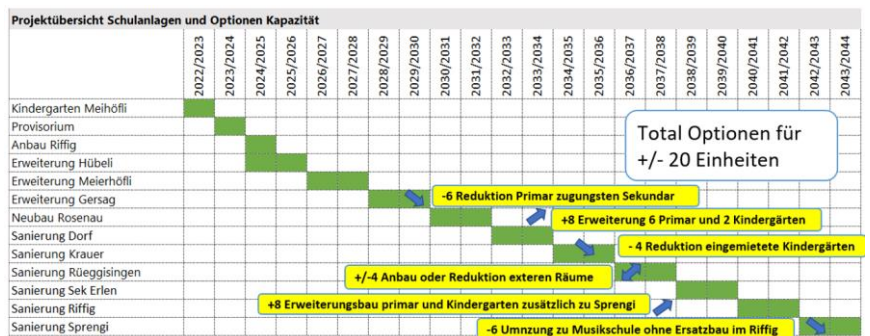 Projektübersicht Schulanlagen und Optionen Kapazität
2022/2023
2023/2024
2024/2025
2025/2026
2026/2027
2027/2028
2028/2029
2029/2030
2030/2031
2031/2032
2032/2033
2033/2034
2034/2035
2035/2036
2036/2037
2037/2038
2038/2039
2039/2040
2040/2041
2041/2042
2042/2043
2043/2044
Kindergarten Meihöfli
Provisorium
Anbau Riffig
Erweiterung Hübeli
Erweiterung Meierhöfli
Erweiterung Gersag
Neubau Rosenau
Sanierung Dorf
Sanierung Krauer
Sanierung Rüeggisingen
Sanierung Sek Erlen
Sanierung Riffig
Sanierung Sprengi
Total Optionen für
+/- 20 Einheiten
-6 Reduktion Primar zugungsten Sekundar
+8 Erweiterung 6 Primar und 2 Kindergärten
- 4 Reduktion eingemietete Kindergärten
+/-4 Anbau oder Reduktion exteren Räume
+8 Erweiterungsbau primar und Kindergarten zusätzlich zu Sprengi
-6 Umnzung zu Musikschule ohne Ersatzbau im Riffig